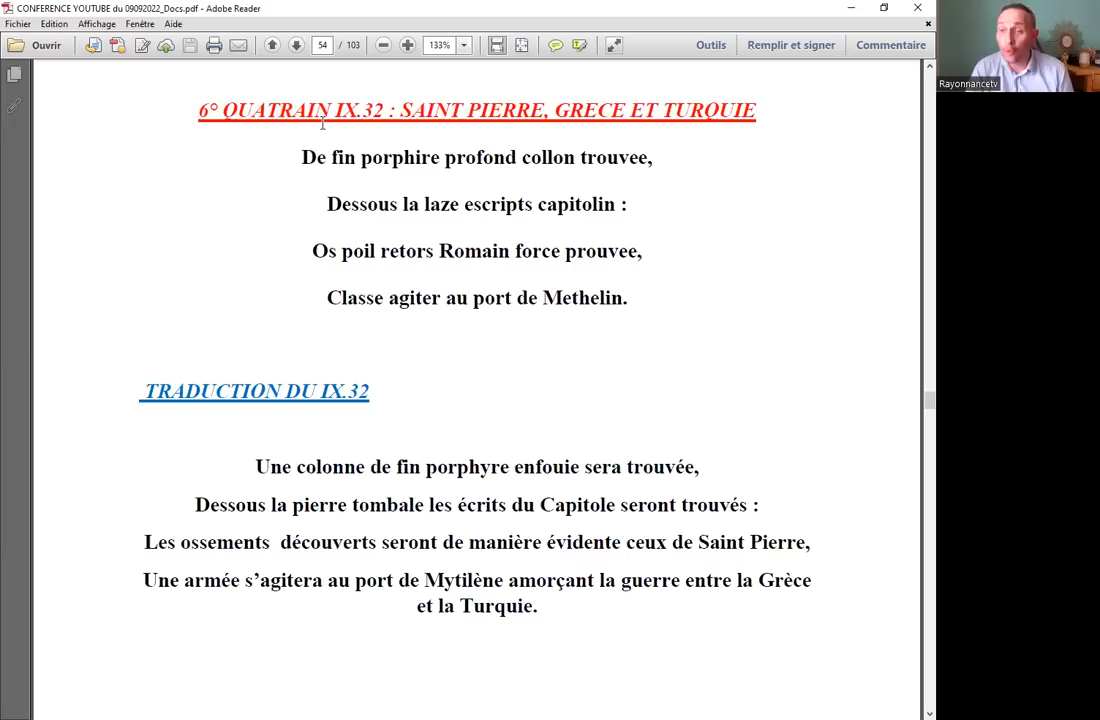 CONFERENCE YOUTUBE du 09092022_Docs.pdf - Adobe Reader
Fichier Edition Affichage Fenêtre Aide
Ouvrir 54 / 103 133% Outils Remplir et signer Commentaire
Rayonnancetv
6° QUATRAIN IX.32 : SAINT PIERRE, GRECE ET TURQUIE
De fin porphire profond collon trouvee,
Dessous la laze escripts capitolin :
Os poil retors Romain force prouvee,
Classe agiter au port de Methelin.
TRADUCTION DU IX.32
Une colonne de fin porphyre enfouie sera trouvée,
Dessous la pierre tombale les écrits du Capitole seront trouvés :
Les ossements découverts seront de manière évidente ceux de Saint Pierre,
Une armée s’agitera au port de Mytilène amorçant la guerre entre la Grèce
et la Turquie.